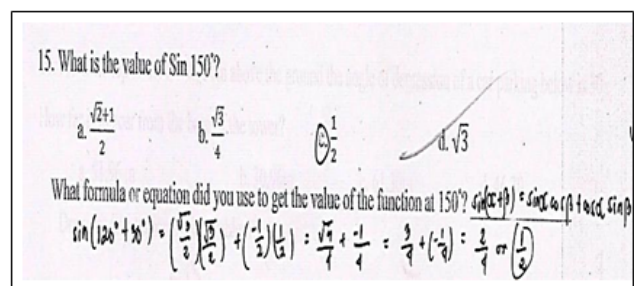 15. What is the value of Sin 150°?
a. √2+1/2 b. √3/4 c. 1/2 d. √3
What formula or equation did you use to get the value of the function at 150°? sin(α+β) = sinα cosβ + cosα sinβ
sin(120°+30°) = (√3/2)(√3/2) + (-1/2)(1/2) = √9/4 + -1/4 = 3/4 + (-1/4) = 2/4 or 1/2